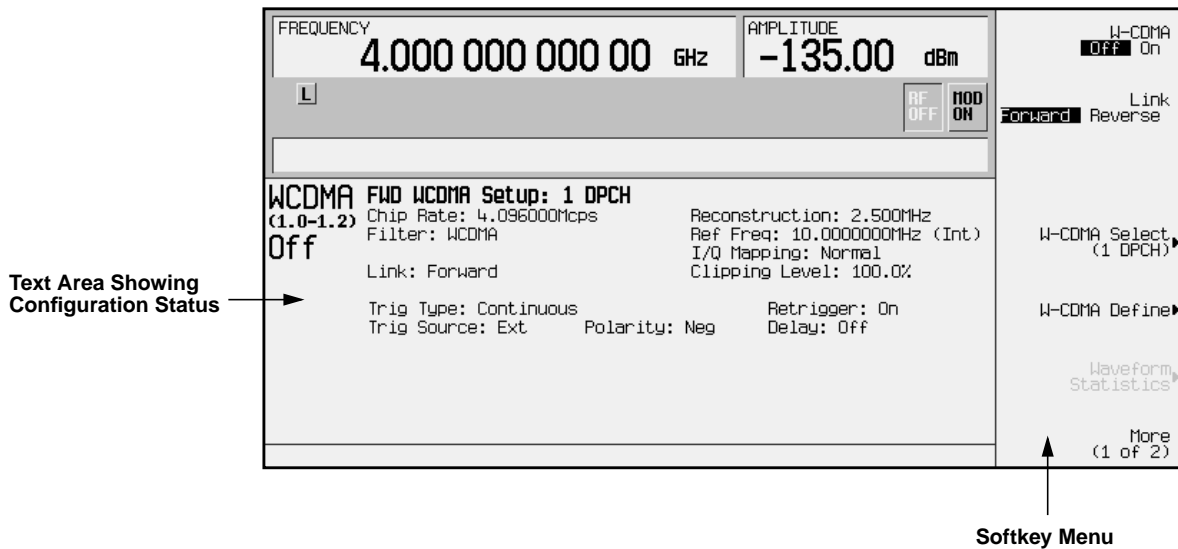 FREQUENCY
4.000 000 000 00 GHz
AMPLITUDE
-135.00 dBm
L
RF OFF
MOD ON
WCDMA
(1.0-1.2)
Off
FWD WCDMA Setup: 1 DPCH
Chip Rate: 4.096000Mcps Reconstruction: 2.500MHz
Filter: WCDMA Ref Freq: 10.0000000MHz (Int)
I/Q Mapping: Normal
Link: Forward Clipping Level: 100.0%
Trig Type: Continuous Retrigger: On
Trig Source: Ext Polarity: Neg Delay: Off
W-CDMA
Off On
Link
Forward Reverse
W-CDMA Select
(1 DPCH)
W-CDMA Define
Waveform
Statistics
More
(1 of 2)
Text Area Showing
Configuration Status
Softkey Menu